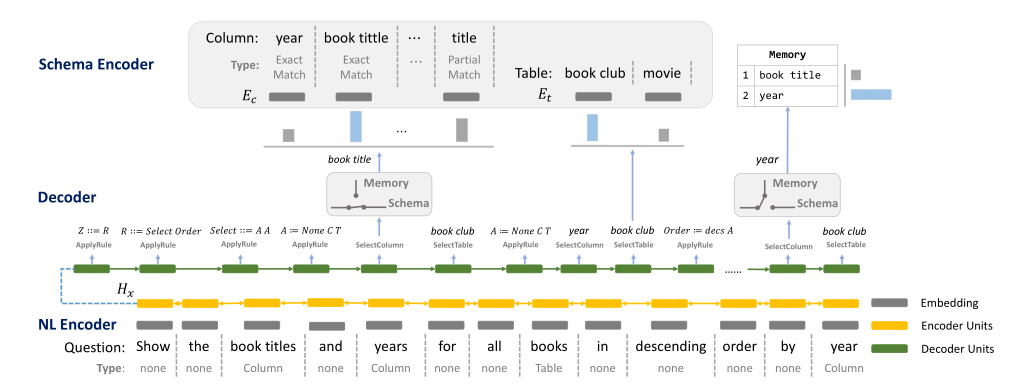 Schema Encoder
Column: year book tittle ... title
Type: Exact Match Exact Match ... Partial Match
E_c
Table: book club movie
E_t
Memory
1 book title
2 year
book title
year
Decoder
Memory
Schema
Memory
Schema
Z ::= R R ::= Select Order Select ::= A A A ::= None C T book club A ::= None C T year book club Order ::= decs A book club
ApplyRule ApplyRule ApplyRule ApplyRule SelectColumn SelectTable ApplyRule SelectColumn SelectTable ApplyRule SelectColumn SelectTable
......
H_x
NL Encoder
Question: Show the book titles and years for all books in descending order by year
Type: none none Column none Column none none Table none none none none Column
Embedding
Encoder Units
Decoder Units